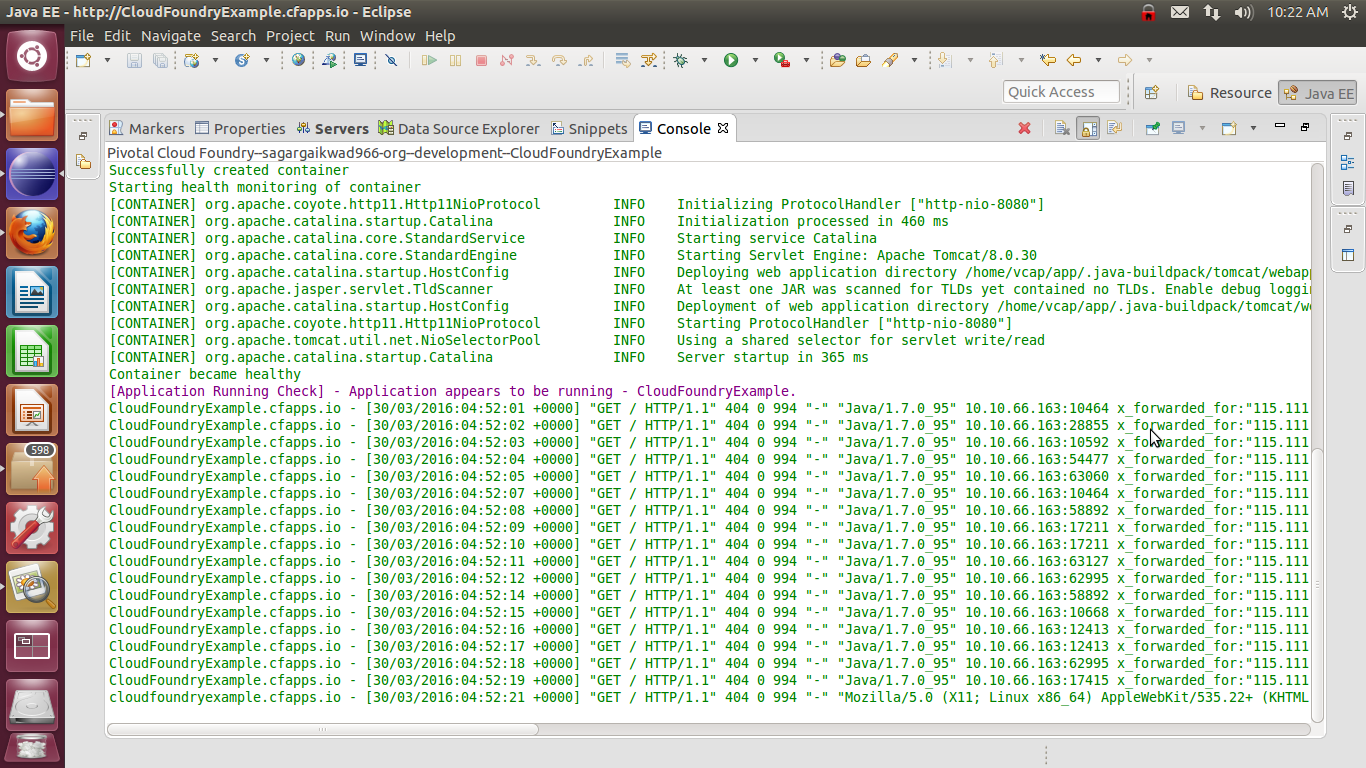 Java EE - http://CloudFoundryExample.cfapps.io - Eclipse
10:22 AM
File Edit Navigate Search Project Run Window Help
Quick Access
Resource
Java EE
Markers Properties Servers Data Source Explorer Snippets Console
Pivotal Cloud Foundry--sagargaikwad966-org--development--CloudFoundryExample
Successfully created container
Starting health monitoring of container
[CONTAINER] org.apache.coyote.http11.Http11NioProtocol INFO Initializing ProtocolHandler ["http-nio-8080"]
[CONTAINER] org.apache.catalina.startup.Catalina INFO Initialization processed in 460 ms
[CONTAINER] org.apache.catalina.core.StandardService INFO Starting service Catalina
[CONTAINER] org.apache.catalina.core.StandardEngine INFO Starting Servlet Engine: Apache Tomcat/8.0.30
[CONTAINER] org.apache.catalina.startup.HostConfig INFO Deploying web application directory /home/vcap/app/.java-buildpack/tomcat/webapp
[CONTAINER] org.apache.jasper.servlet.TldScanner INFO At least one JAR was scanned for TLDs yet contained no TLDs. Enable debug loggi
[CONTAINER] org.apache.catalina.startup.HostConfig INFO Deployment of web application directory /home/vcap/app/.java-buildpack/tomcat/we
[CONTAINER] org.apache.coyote.http11.Http11NioProtocol INFO Starting ProtocolHandler ["http-nio-8080"]
[CONTAINER] org.apache.tomcat.util.net.NioSelectorPool INFO Using a shared selector for servlet write/read
[CONTAINER] org.apache.catalina.startup.Catalina INFO Server startup in 365 ms
Container became healthy
[Application Running Check] - Application appears to be running - CloudFoundryExample.
CloudFoundryExample.cfapps.io - [30/03/2016:04:52:01 +0000] "GET / HTTP/1.1" 404 0 994 "-" "Java/1.7.0_95" 10.10.66.163:10464 x_forwarded_for:"115.111
CloudFoundryExample.cfapps.io - [30/03/2016:04:52:02 +0000] "GET / HTTP/1.1" 404 0 994 "-" "Java/1.7.0_95" 10.10.66.163:28855 x_forwarded_for:"115.111
CloudFoundryExample.cfapps.io - [30/03/2016:04:52:03 +0000] "GET / HTTP/1.1" 404 0 994 "-" "Java/1.7.0_95" 10.10.66.163:10592 x_forwarded_for:"115.111
CloudFoundryExample.cfapps.io - [30/03/2016:04:52:04 +0000] "GET / HTTP/1.1" 404 0 994 "-" "Java/1.7.0_95" 10.10.66.163:54477 x_forwarded_for:"115.111
CloudFoundryExample.cfapps.io - [30/03/2016:04:52:05 +0000] "GET / HTTP/1.1" 404 0 994 "-" "Java/1.7.0_95" 10.10.66.163:63060 x_forwarded_for:"115.111
CloudFoundryExample.cfapps.io - [30/03/2016:04:52:07 +0000] "GET / HTTP/1.1" 404 0 994 "-" "Java/1.7.0_95" 10.10.66.163:10464 x_forwarded_for:"115.111
CloudFoundryExample.cfapps.io - [30/03/2016:04:52:08 +0000] "GET / HTTP/1.1" 404 0 994 "-" "Java/1.7.0_95" 10.10.66.163:58892 x_forwarded_for:"115.111
CloudFoundryExample.cfapps.io - [30/03/2016:04:52:09 +0000] "GET / HTTP/1.1" 404 0 994 "-" "Java/1.7.0_95" 10.10.66.163:17211 x_forwarded_for:"115.111
CloudFoundryExample.cfapps.io - [30/03/2016:04:52:10 +0000] "GET / HTTP/1.1" 404 0 994 "-" "Java/1.7.0_95" 10.10.66.163:17211 x_forwarded_for:"115.111
CloudFoundryExample.cfapps.io - [30/03/2016:04:52:11 +0000] "GET / HTTP/1.1" 404 0 994 "-" "Java/1.7.0_95" 10.10.66.163:63127 x_forwarded_for:"115.111
CloudFoundryExample.cfapps.io - [30/03/2016:04:52:12 +0000] "GET / HTTP/1.1" 404 0 994 "-" "Java/1.7.0_95" 10.10.66.163:62995 x_forwarded_for:"115.111
CloudFoundryExample.cfapps.io - [30/03/2016:04:52:14 +0000] "GET / HTTP/1.1" 404 0 994 "-" "Java/1.7.0_95" 10.10.66.163:58892 x_forwarded_for:"115.111
CloudFoundryExample.cfapps.io - [30/03/2016:04:52:15 +0000] "GET / HTTP/1.1" 404 0 994 "-" "Java/1.7.0_95" 10.10.66.163:10668 x_forwarded_for:"115.111
CloudFoundryExample.cfapps.io - [30/03/2016:04:52:16 +0000] "GET / HTTP/1.1" 404 0 994 "-" "Java/1.7.0_95" 10.10.66.163:12413 x_forwarded_for:"115.111
CloudFoundryExample.cfapps.io - [30/03/2016:04:52:17 +0000] "GET / HTTP/1.1" 404 0 994 "-" "Java/1.7.0_95" 10.10.66.163:12413 x_forwarded_for:"115.111
CloudFoundryExample.cfapps.io - [30/03/2016:04:52:18 +0000] "GET / HTTP/1.1" 404 0 994 "-" "Java/1.7.0_95" 10.10.66.163:62995 x_forwarded_for:"115.111
CloudFoundryExample.cfapps.io - [30/03/2016:04:52:19 +0000] "GET / HTTP/1.1" 404 0 994 "-" "Java/1.7.0_95" 10.10.66.163:17415 x_forwarded_for:"115.111
cloudfoundryexample.cfapps.io - [30/03/2016:04:52:21 +0000] "GET / HTTP/1.1" 404 0 994 "-" "Mozilla/5.0 (X11; Linux x86_64) AppleWebKit/535.22+ (KHTML
598